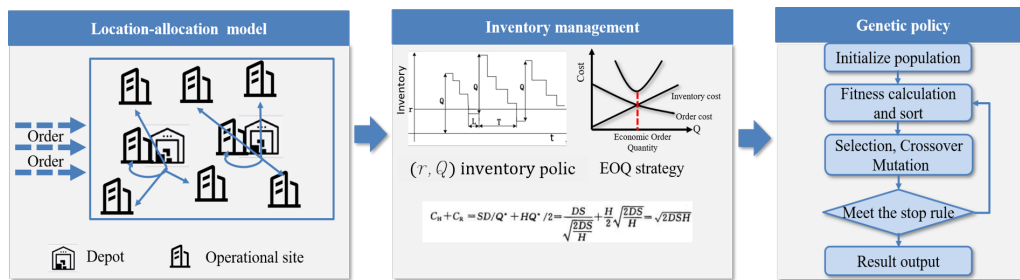 Location-allocation model
Order
Order
Depot
Operational site
Inventory management
Inventory
r
Q
Q
Q
L
T
t
(r, Q) inventory polic
Cost
Inventory cost
Order cost
Q
Economic Order
Quantity
EOQ strategy
C_H + C_R = SD/Q* + HQ*/2 = DS/√(2DS/H) + H/2 √(2DS/H) = √2DSH
Genetic policy
Initialize population
Fitness calculation
and sort
Selection, Crossover
Mutation
Meet the stop rule
Result output